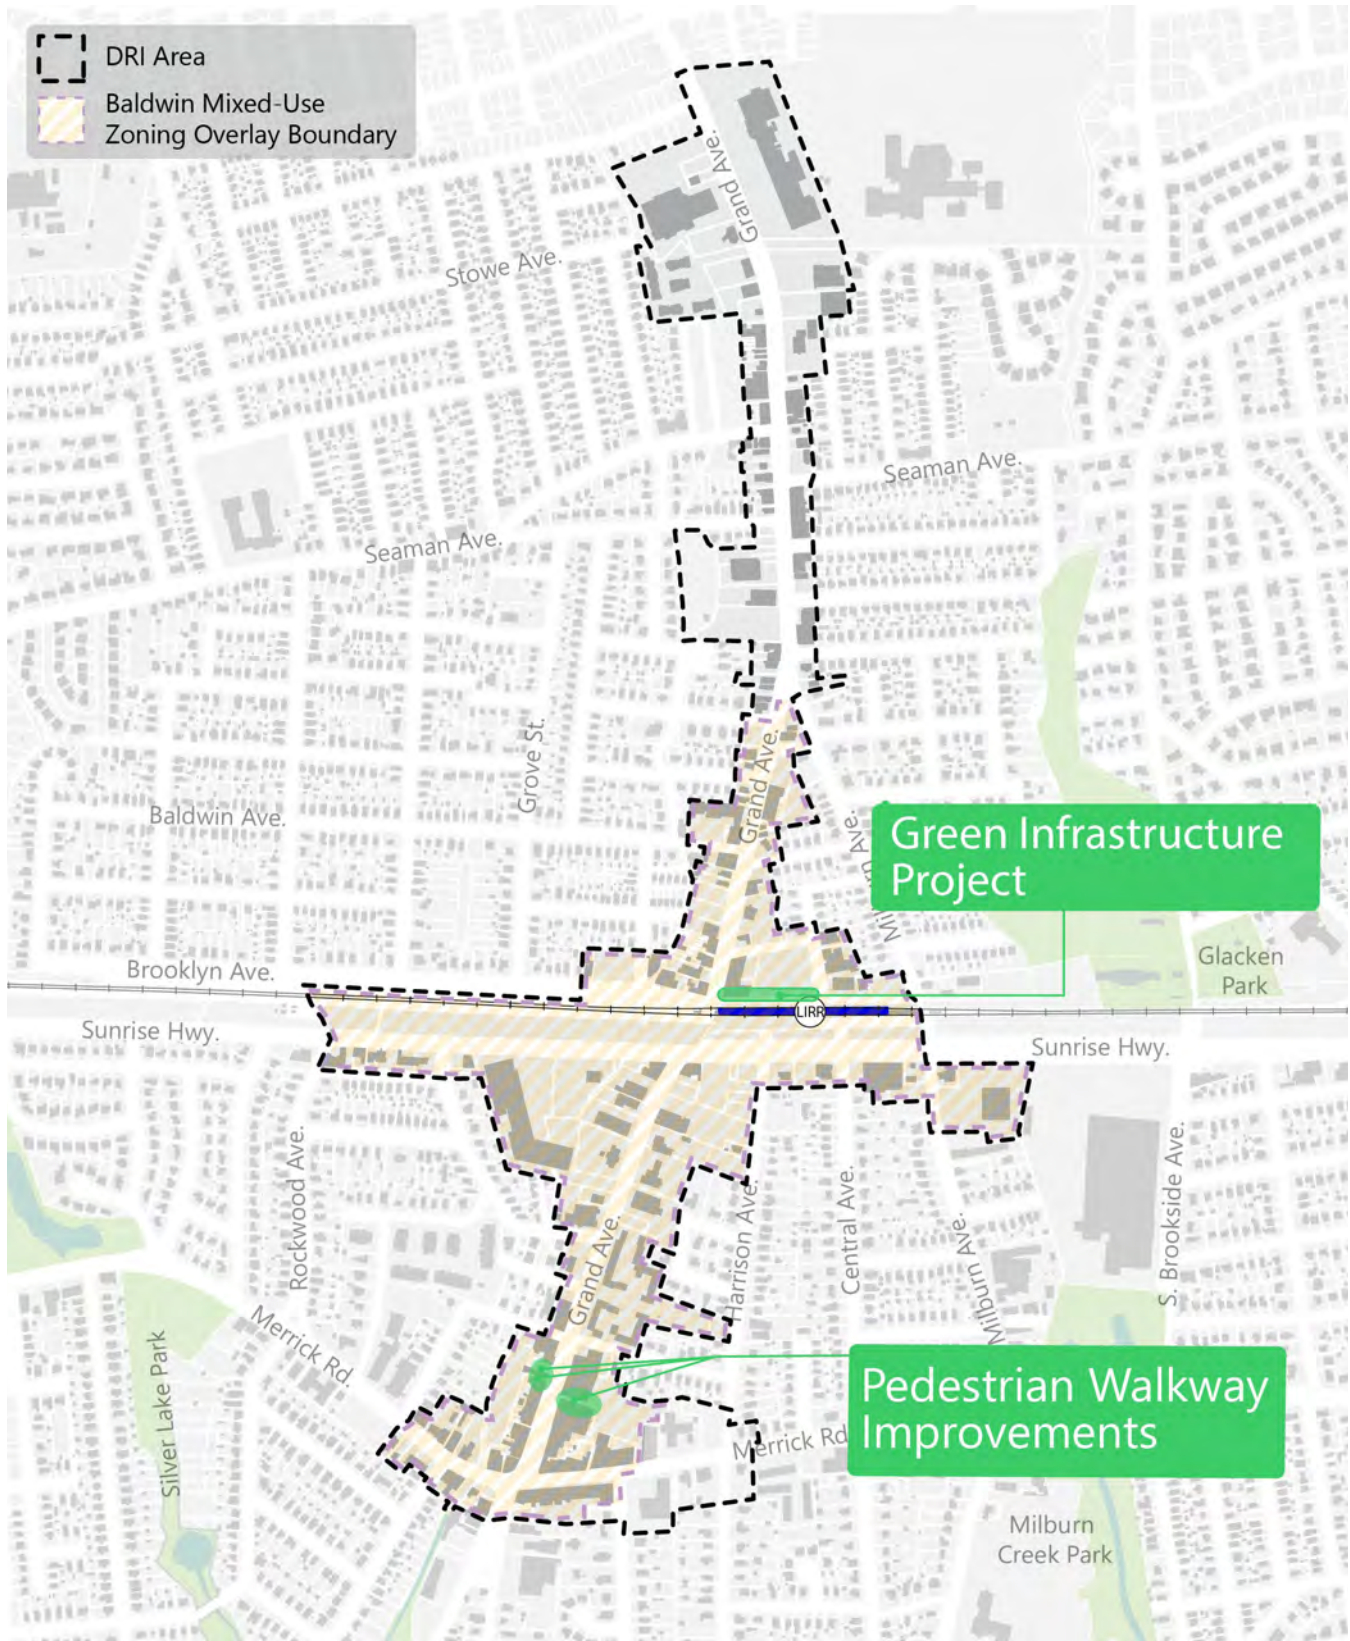 DRI Area
Baldwin Mixed-Use
Zoning Overlay Boundary
Grand Ave.
Stowe Ave.
Seaman Ave.
Seaman Ave.
Grove St.
Grand Ave.
Baldwin Ave.
Green Infrastructure
Project
Glacken
Park
Brooklyn Ave.
LIRR
Sunrise Hwy.
Sunrise Hwy.
Rockwood Ave.
Harrison Ave.
Central Ave.
Milburn Ave.
S. Brookside Ave.
Grand Ave.
Merrick Rd.
Silver Lake Park
Pedestrian Walkway
Improvements
Merrick Rd
Milburn
Creek Park